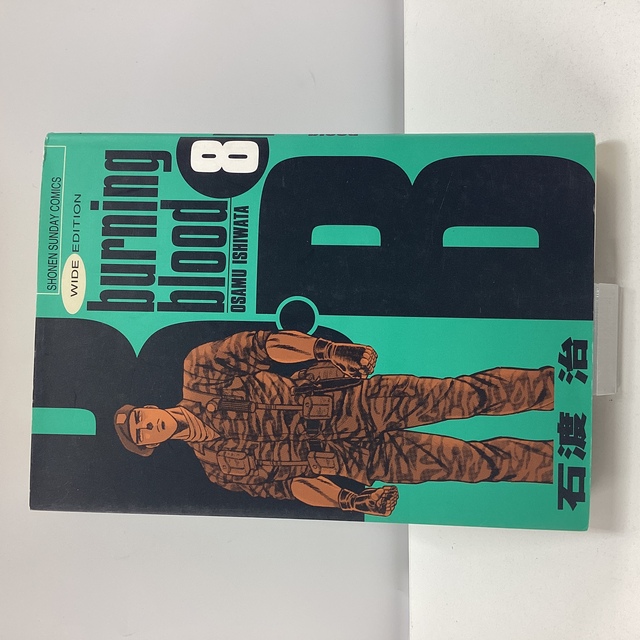 SHONEN SUNDAY COMICS
WIDE EDITION
burning
blood
8
OSAMU ISHIWATA
B.B
石渡治